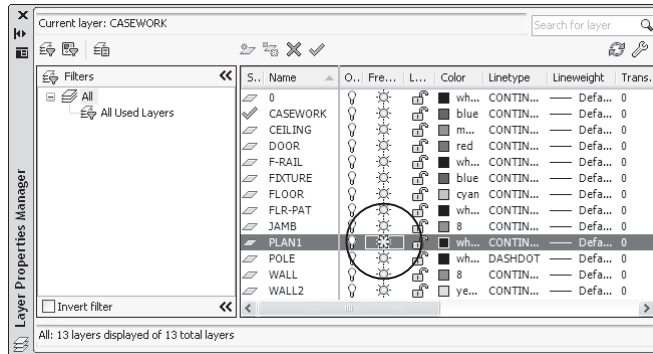 Current layer: CASEWORK
Search for layer
Filters
All
All Used Layers
Invert filter
S.. Name O.. Fre... L... Color Linetype Lineweight Trans.
0 wh... CONTIN... Defa... 0
CASEWORK blue CONTIN... Defa... 0
CEILING m... CONTIN... Defa... 0
DOOR red CONTIN... Defa... 0
F-RAIL wh... CONTIN... Defa... 0
FIXTURE blue CONTIN... Defa... 0
FLOOR cyan CONTIN... Defa... 0
FLR-PAT wh... CONTIN... Defa... 0
JAMB 8 CONTIN... Defa... 0
PLAN1 wh... CONTIN... Defa... 0
POLE wh... DASHDOT Defa... 0
WALL 8 CONTIN... Defa... 0
WALL2 ye... CONTIN... Defa... 0
All: 13 layers displayed of 13 total layers
Layer Properties Manager